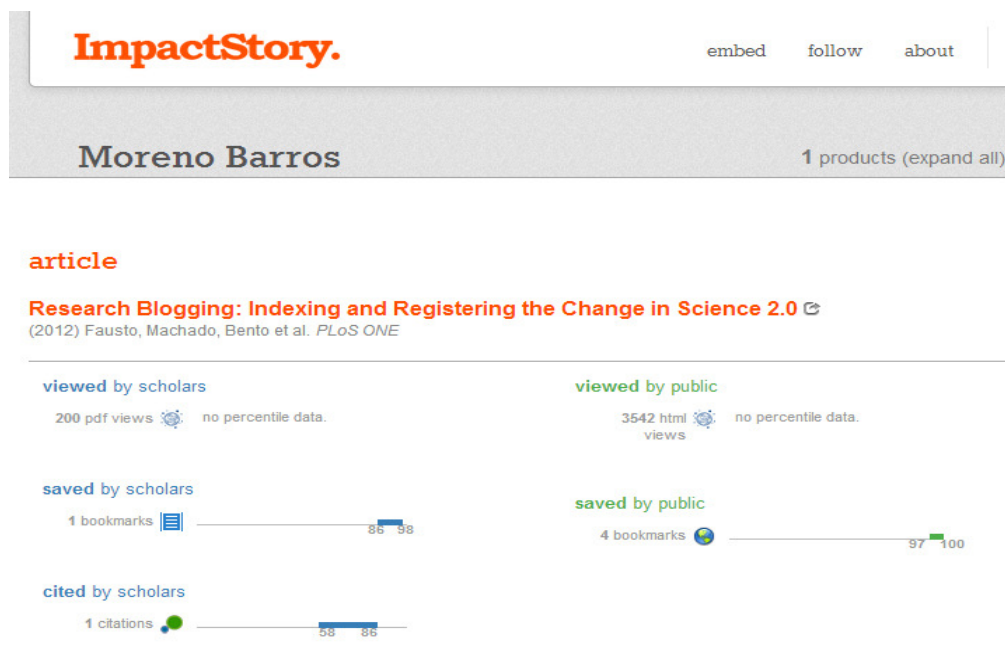 ImpactStory.
embed follow about
Moreno Barros
1 products (expand all)
article
Research Blogging: Indexing and Registering the Change in Science 2.0
(2012) Fausto, Machado, Bento et al. PLoS ONE
viewed by scholars
200 pdf views no percentile data.
viewed by public
3542 html no percentile data.
views
saved by scholars
1 bookmarks
86 98
saved by public
4 bookmarks
97 100
cited by scholars
1 citations
58 86